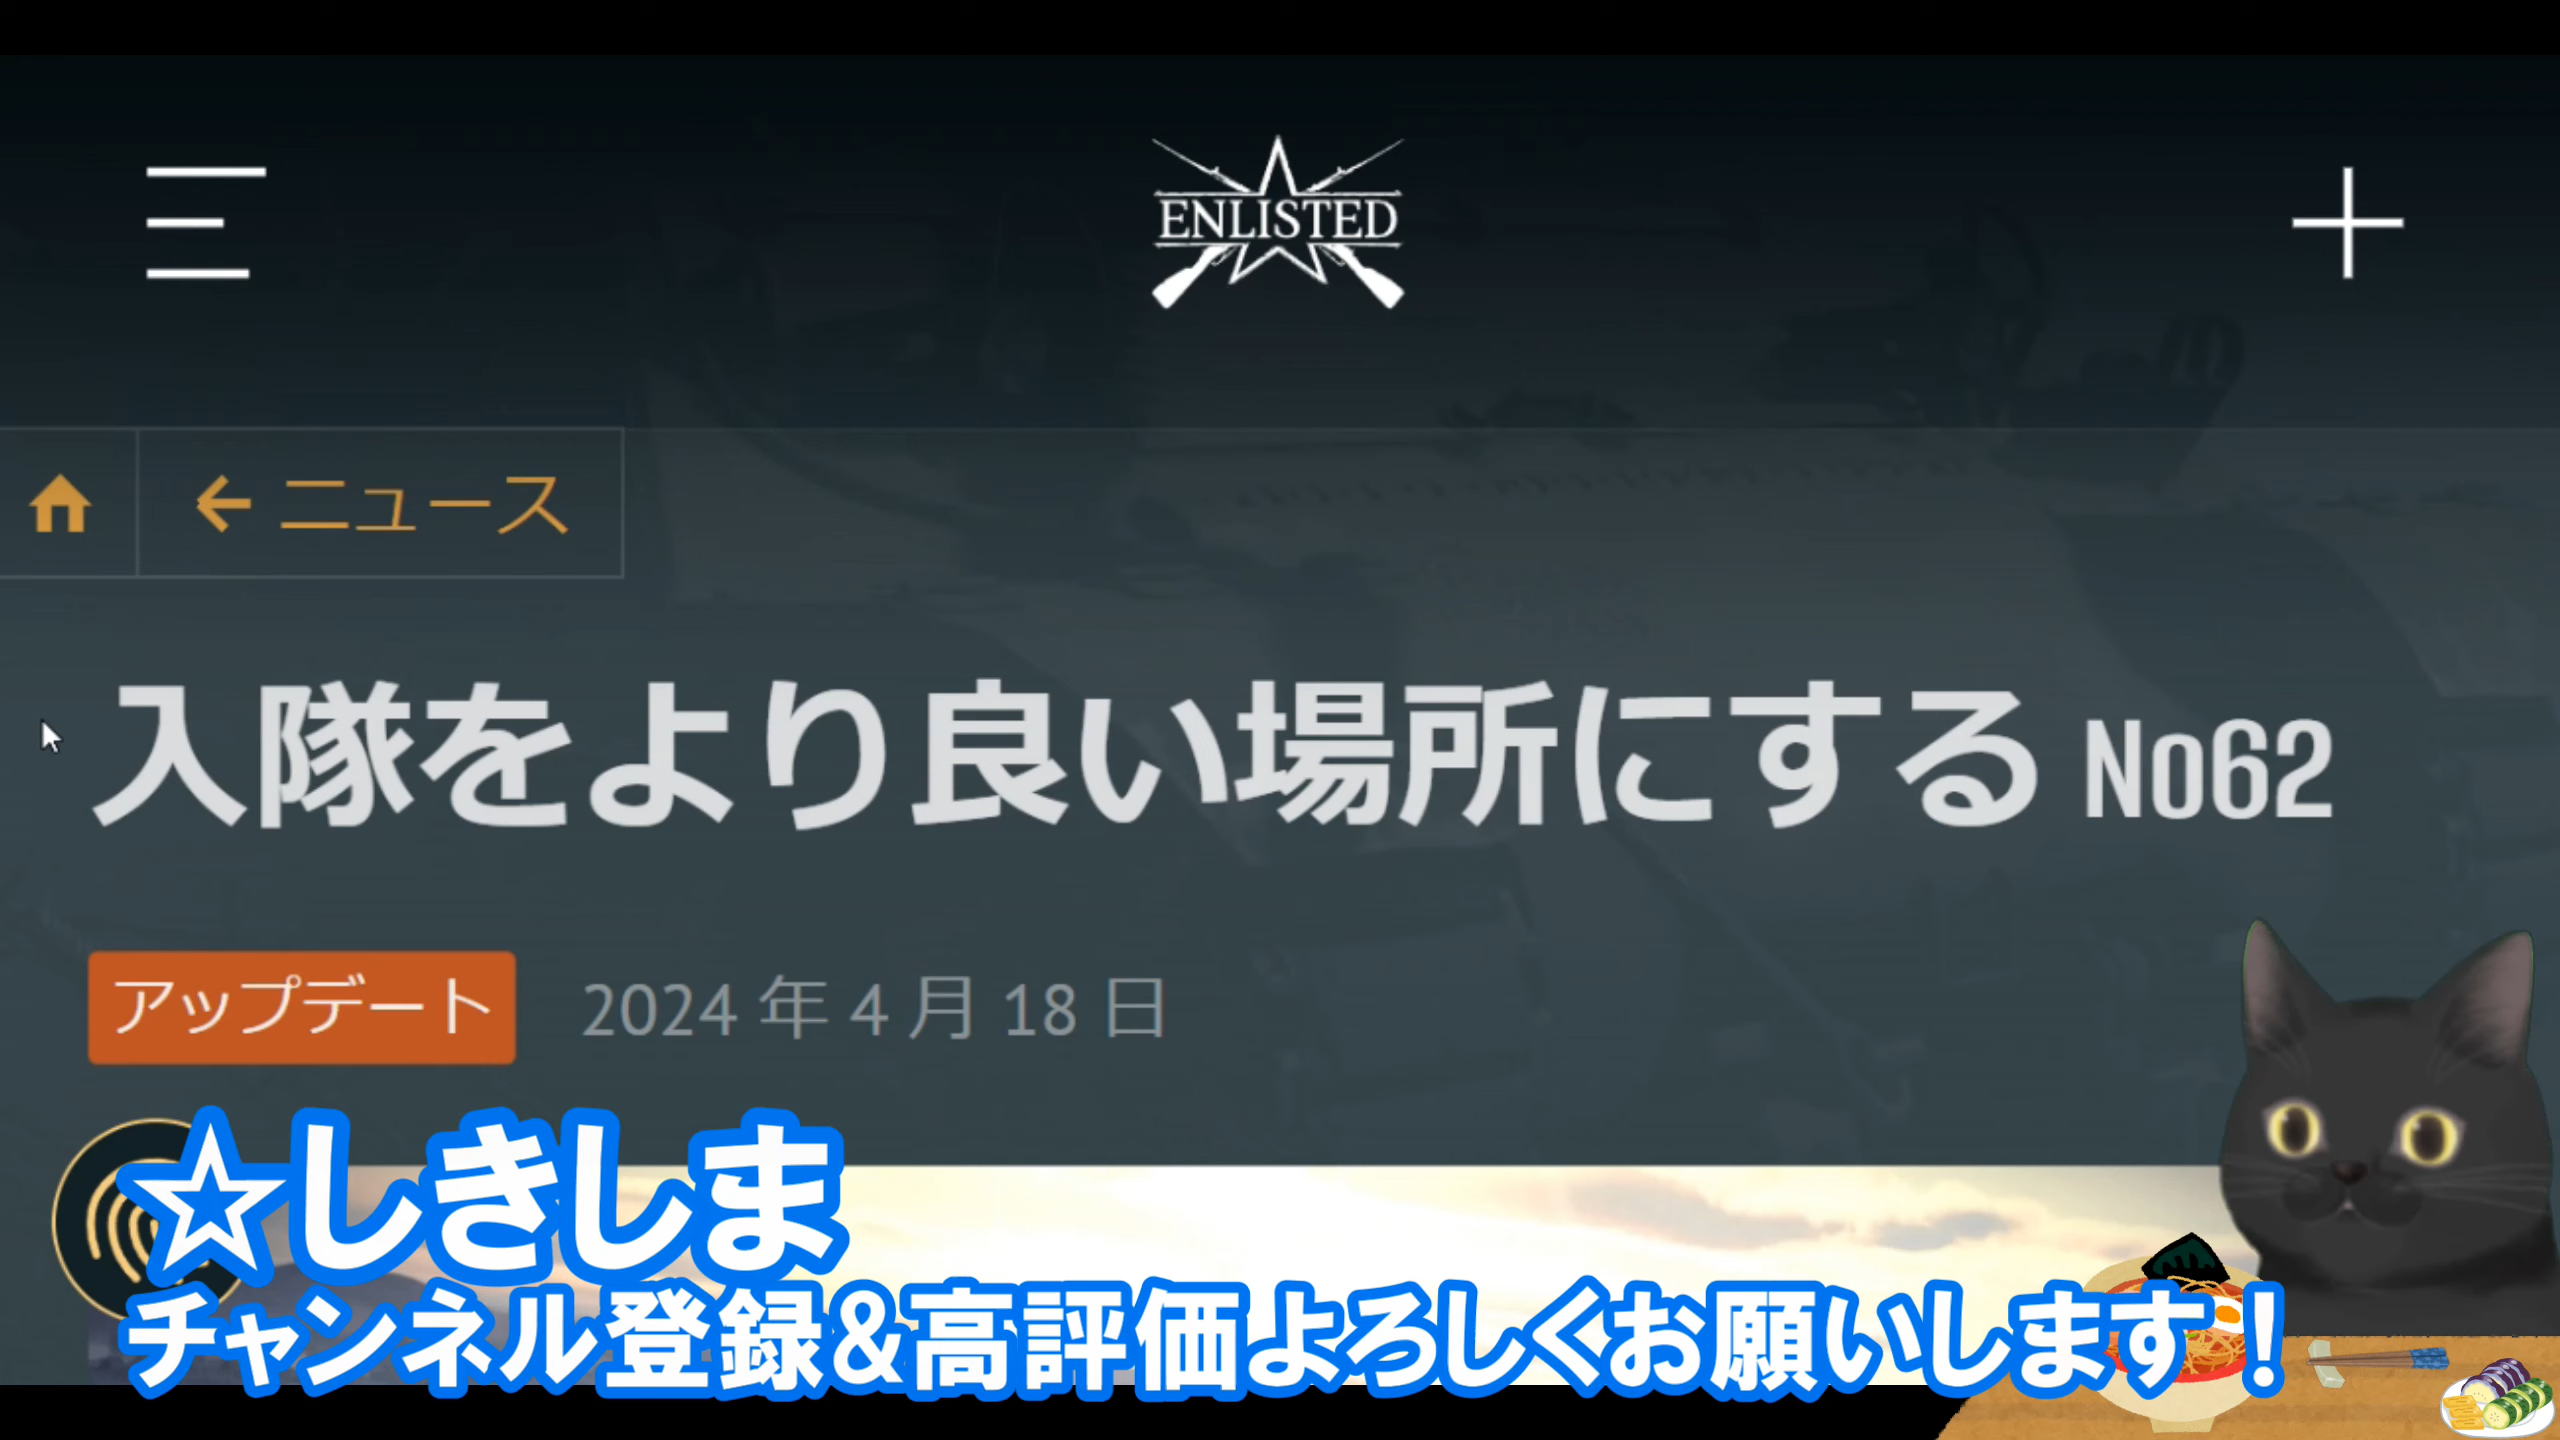 ENLISTED
← ニュース
入隊をより良い場所にする No62
アップデート 2024 年 4 月 18 日
☆しきしま
チャンネル登録&高評価よろしくお願いします！